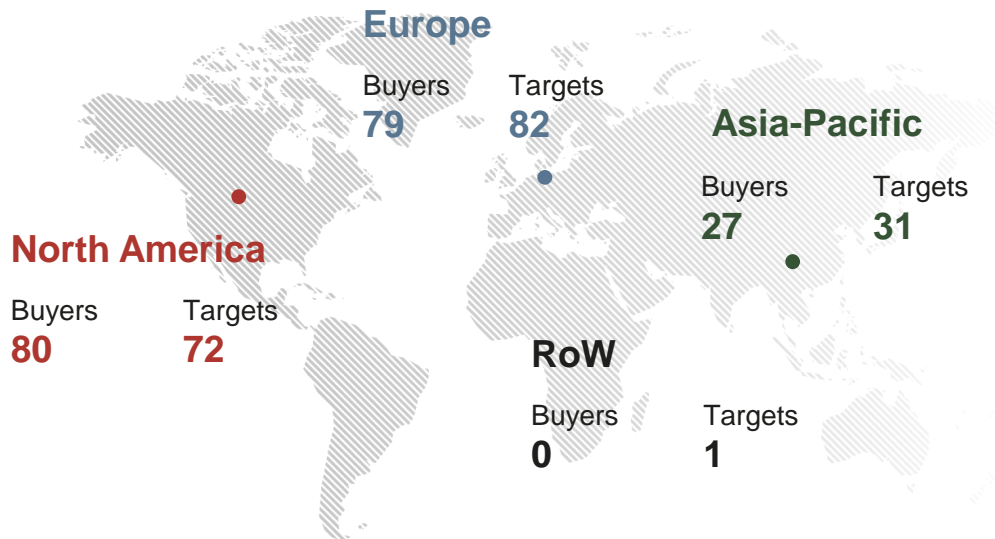 Europe
Buyers Targets
79 82
Asia-Pacific
Buyers Targets
27 31
North America
Buyers Targets
80 72
RoW
Buyers Targets
0 1